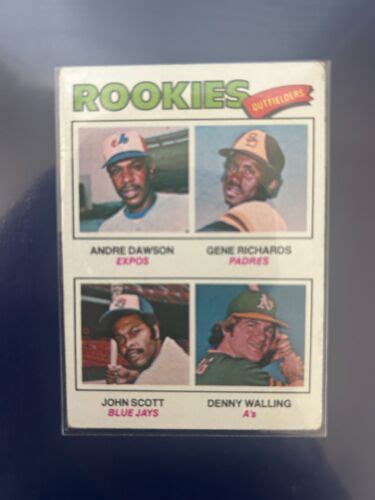 ROOKIES
OUTFIELDERS
ANDRE DAWSON
EXPOS
GENE RICHARDS
PADRES
JOHN SCOTT
BLUE JAYS
DENNY WALLING
A's